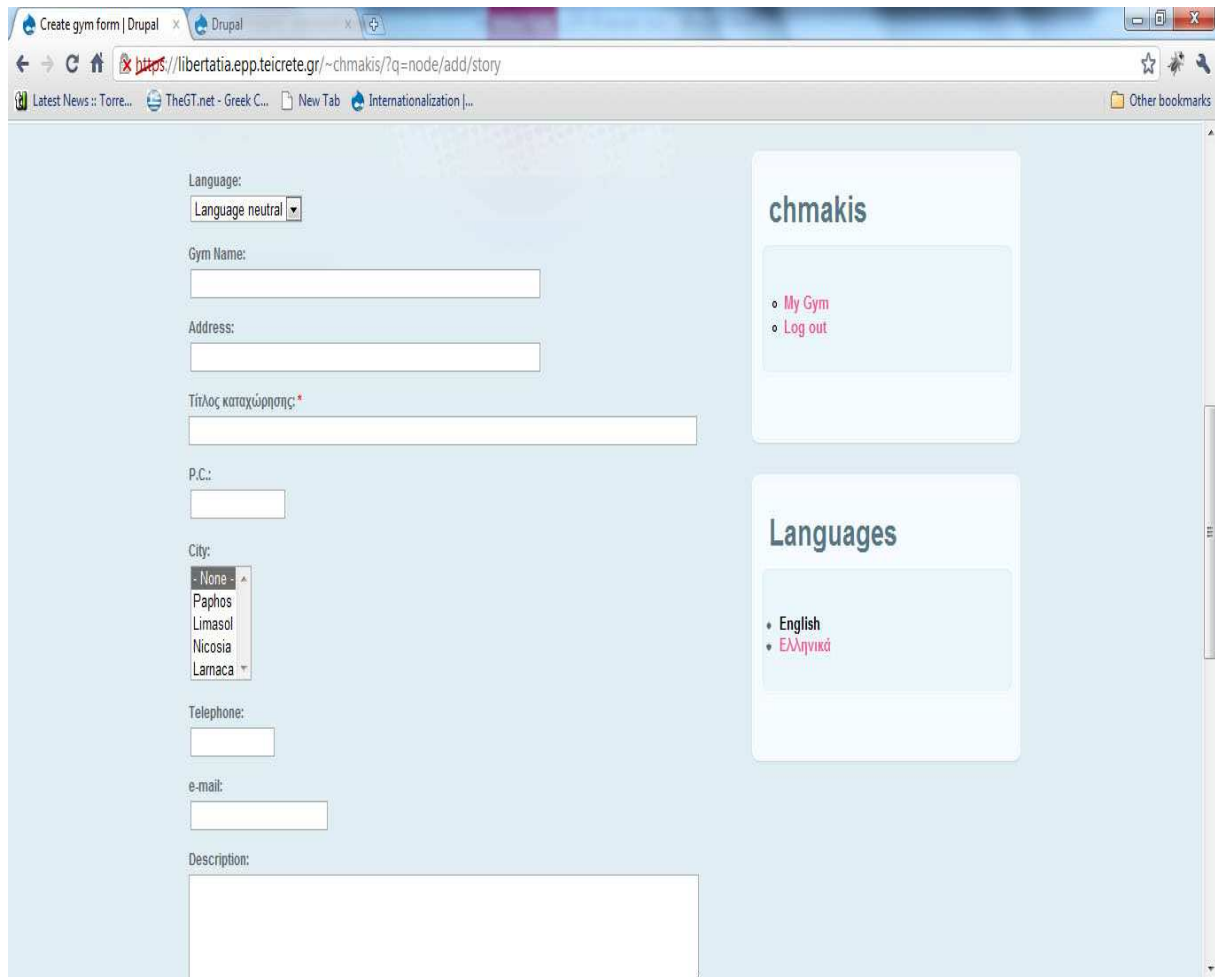 Create gym form | Drupal
Drupal
https://libertatia.epp.teicrete.gr/~chmakis/?q=node/add/story
Latest News :: Torre...
TheGT.net - Greek C...
New Tab
Internationalization |...
Other bookmarks
Language:
Language neutral
Gym Name:
Address:
Τίτλος καταχώρησης:*
P.C.:
City:
- None -
Paphos
Limasol
Nicosia
Larnaca
Telephone:
e-mail:
Description:
chmakis
My Gym
Log out
Languages
English
Ελληνικά